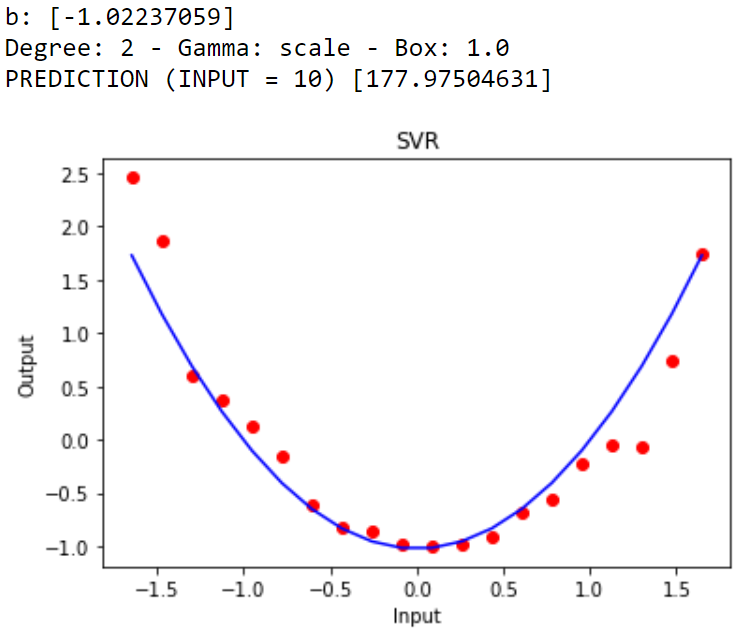 b: [-1.02237059]
Degree: 2 - Gamma: scale - Box: 1.0
PREDICTION (INPUT = 10) [177.97504631]
SVR
2.5
2.0
1.5
1.0
0.5
0.0
−0.5
−1.0
Output
−1.5 −1.0 −0.5 0.0 0.5 1.0 1.5
Input